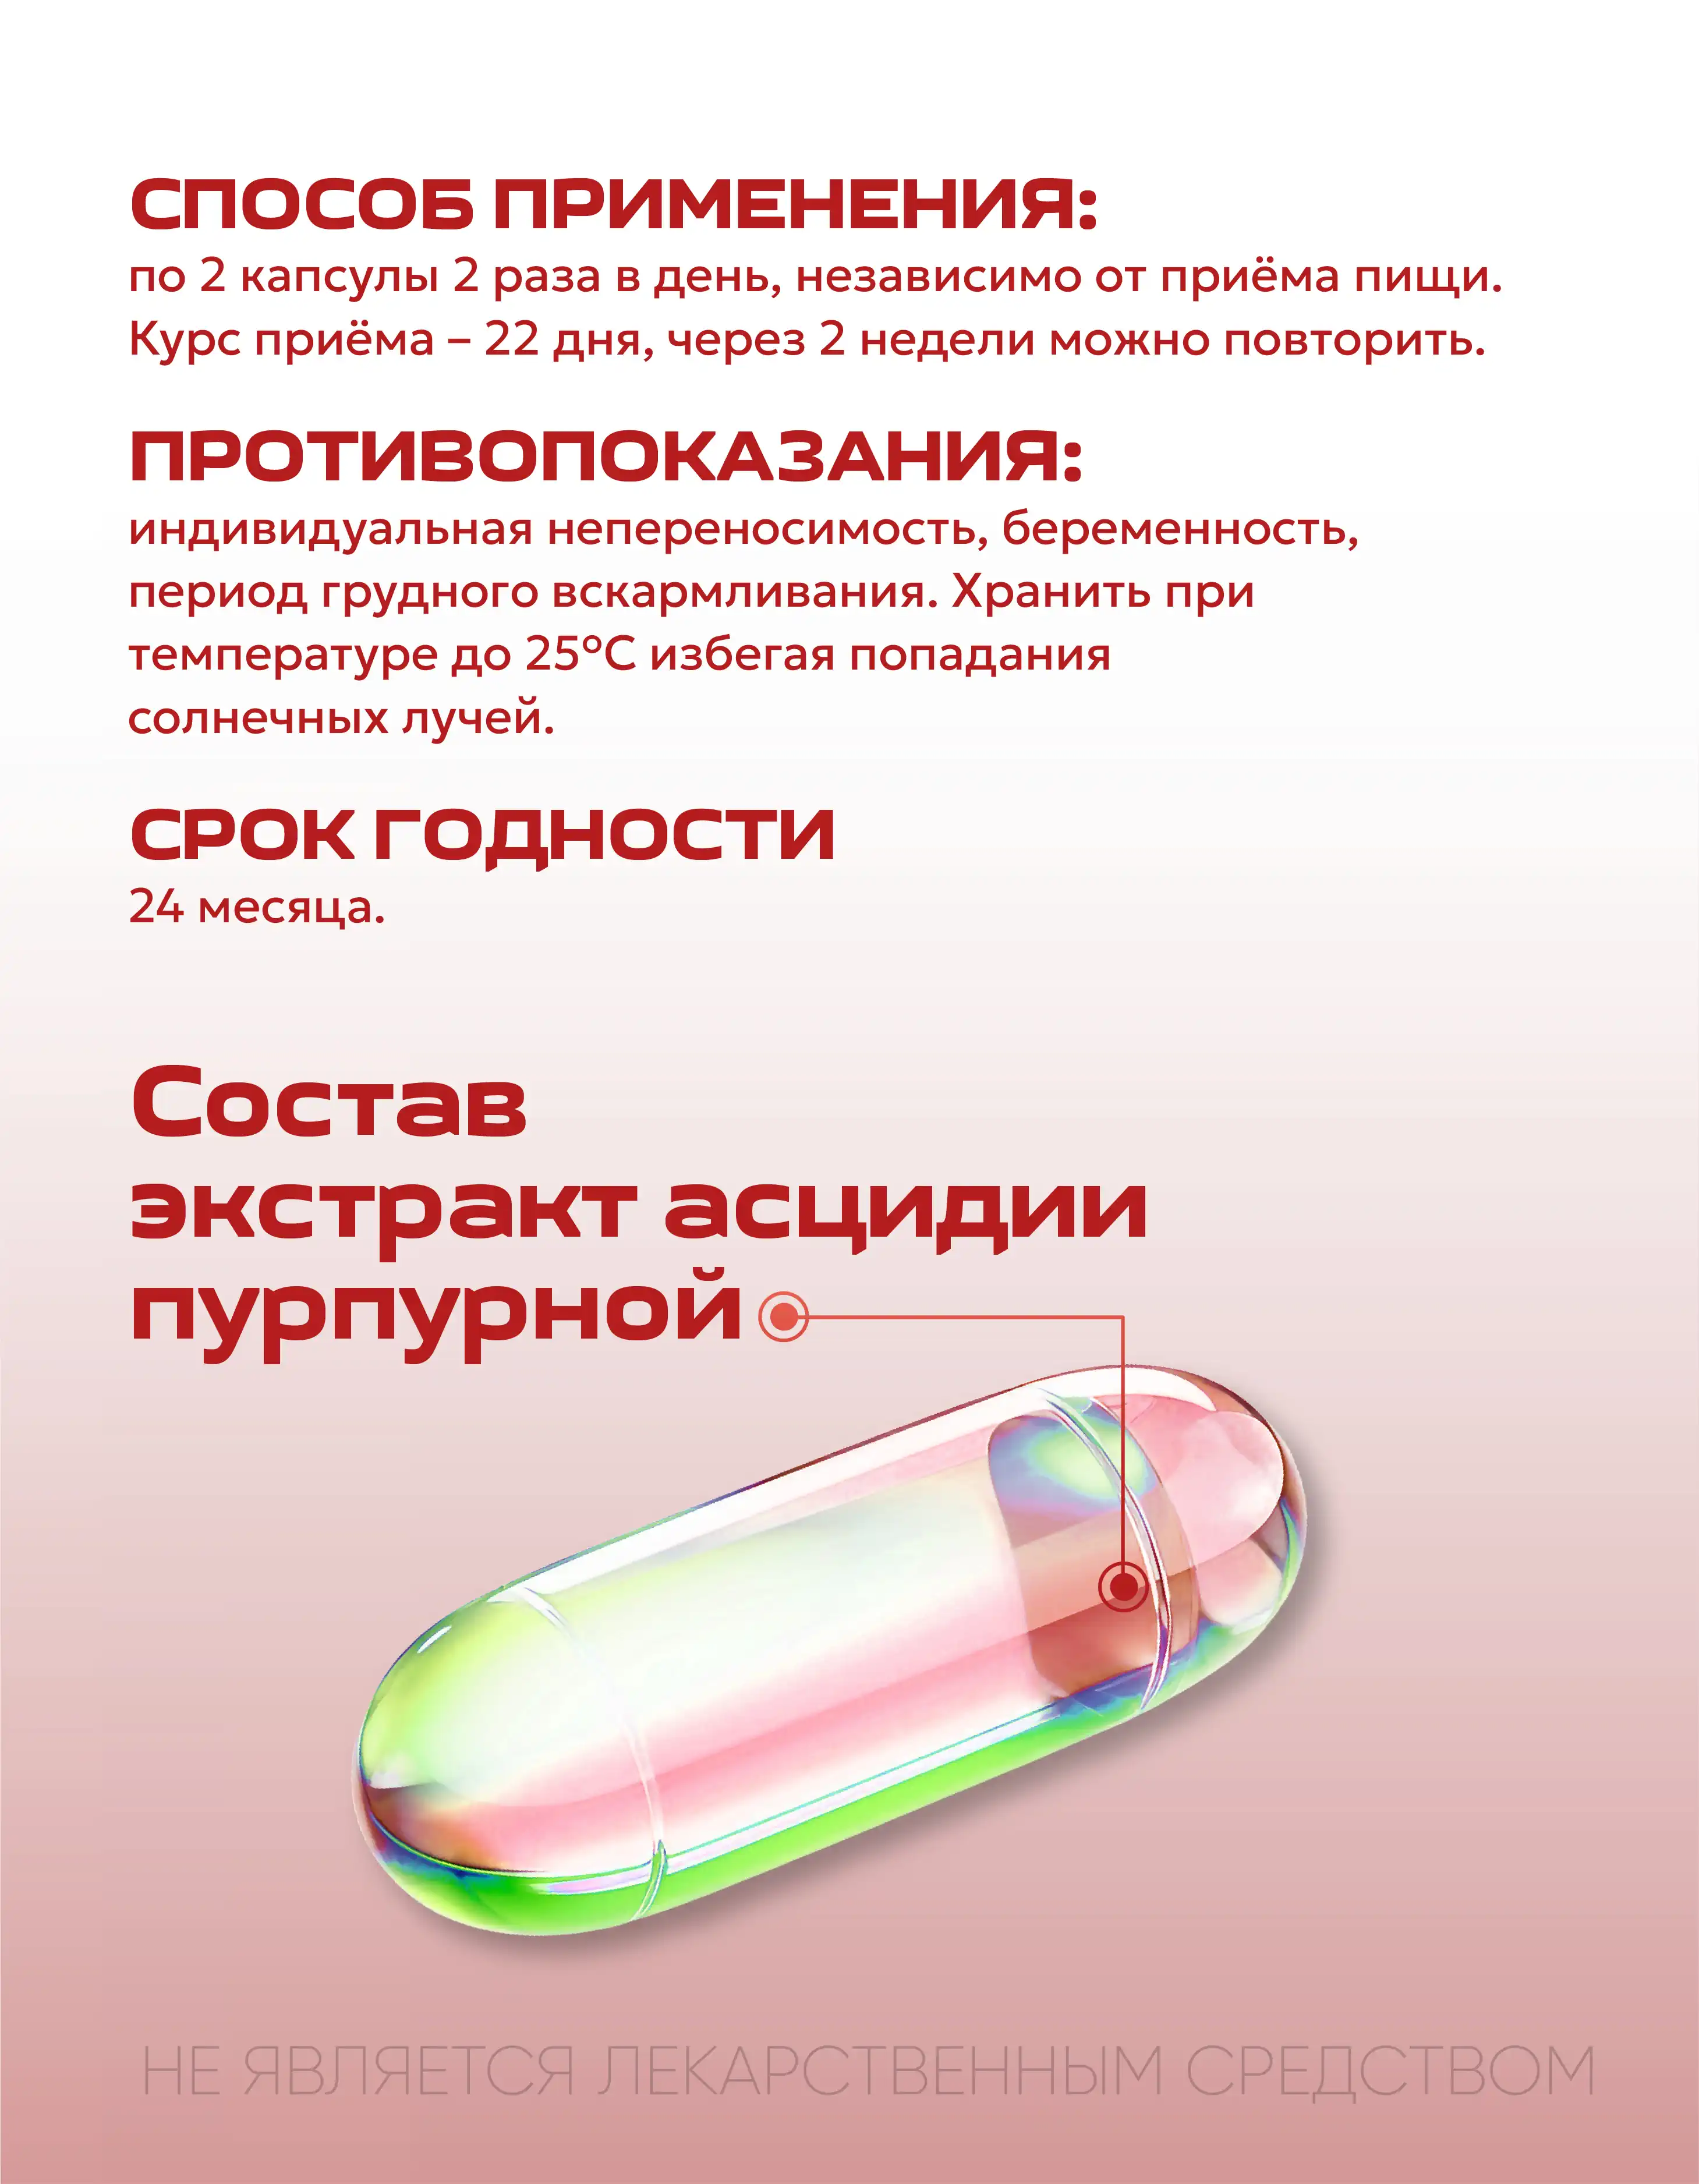 СПОСОБ ПРИМЕНЕНИЯ:
по 2 капсулы 2 раза в день, независимо от приёма пищи.
Курс приёма – 22 дня, через 2 недели можно повторить.
ПРОТИВОПОКАЗАНИЯ:
индивидуальная непереносимость, беременность,
период грудного вскармливания. Хранить при
температуре до 25°С избегая попадания
солнечных лучей.
СРОК ГОДНОСТИ
24 месяца.
Состав
экстракт асцидии
пурпурной
НЕ ЯВЛЯЕТСЯ ЛЕКАРСТВЕННЫМ СРЕДСТВОМ